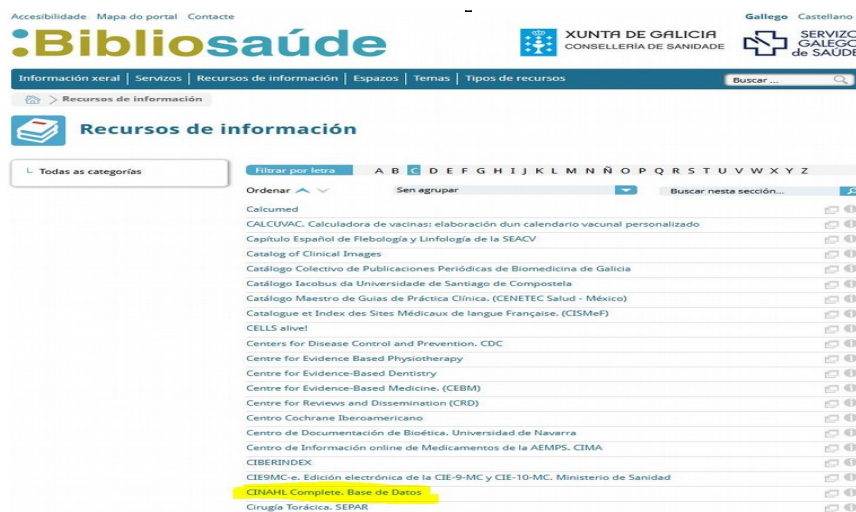 Accesibilidade Mapa do portal Contacte
Gallego Castellano
:Bibliosaúde
XUNTA DE GALICIA
CONSELLERÍA DE SANIDADE
SERVIZO
GALEGO
de SAÚDE
Información xeral | Servizos | Recursos de información | Espazos | Temas | Tipos de recursos
Buscar ...
> Recursos de información
Recursos de información
Todas as categorías
Filtrar por letra A B C D E F G H I J K L M N Ñ O P Q R S T U V W X Y Z
Ordenar Sen agrupar Buscar nesta sección...
Calcumed
CALCUVAC. Calculadora de vacinas: elaboración dun calendario vacunal personalizado
Capítulo Español de Flebología y Linfología de la SEACV
Catalog of Clinical Images
Catálogo Colectivo de Publicaciones Periódicas de Biomedicina de Galicia
Catálogo Iacobus da Universidade de Santiago de Compostela
Catálogo Maestro de Guias de Práctica Clínica. (CENETEC Salud - México)
Catalogue et Index des Sites Médicaux de langue Française. (CISMeF)
CELLS alive!
Centers for Disease Control and Prevention. CDC
Centre for Evidence Based Physiotherapy
Centre for Evidence-Based Dentistry
Centre for Evidence-Based Medicine. (CEBM)
Centre for Reviews and Dissemination (CRD)
Centro Cochrane Iberoamericano
Centro de Documentación de Bioética. Universidad de Navarra
Centro de Información online de Medicamentos de la AEMPS. CIMA
CIBERINDEX
CIE9MC-e. Edición electrónica de la CIE-9-MC y CIE-10-MC. Ministerio de Sanidad
CINAHL Complete. Base de Datos
Cirugía Torácica. SEPAR